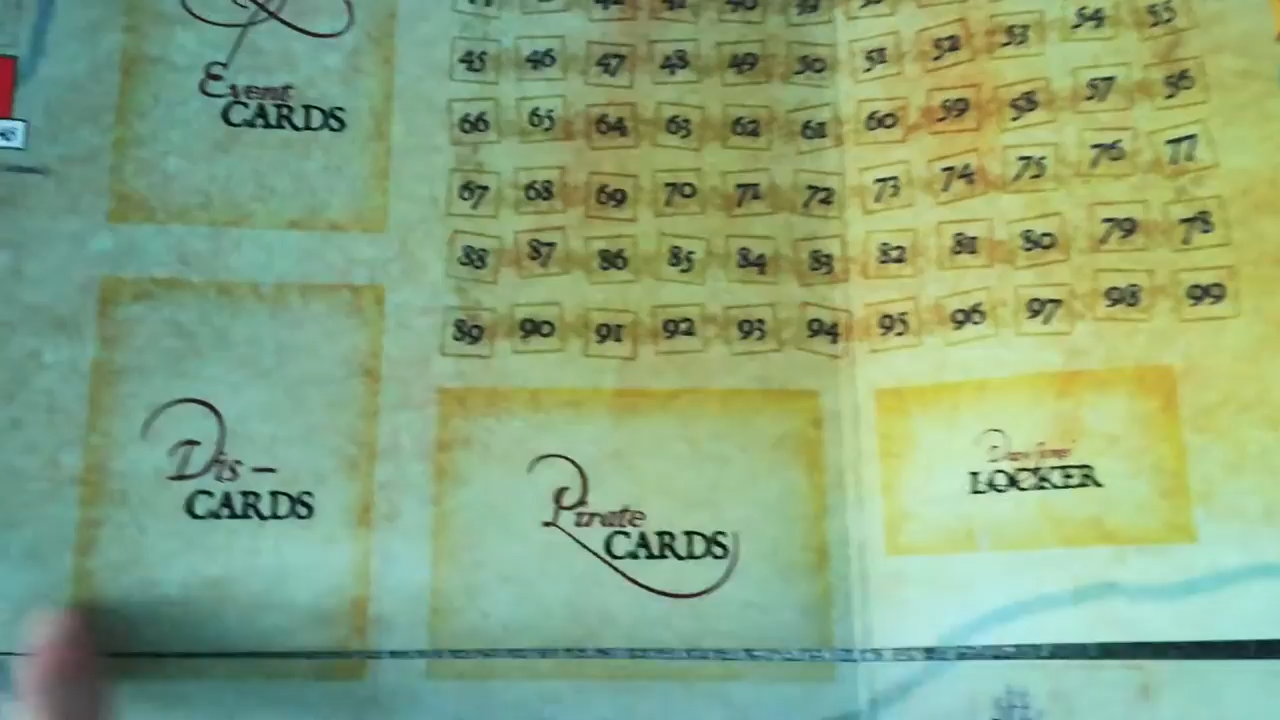 Event
CARDS
45 46 47 48 49 50 51 52 53 54 55
66 65 64 63 62 61 60 59 58 57 56
67 68 69 70 71 72 73 74 75 76 77
88 87 86 85 84 83 82 81 80 79 78
89 90 91 92 93 94 95 96 97 98 99
Dis-
CARDS
Pirate
CARDS
Davy Jones'
LOCKER